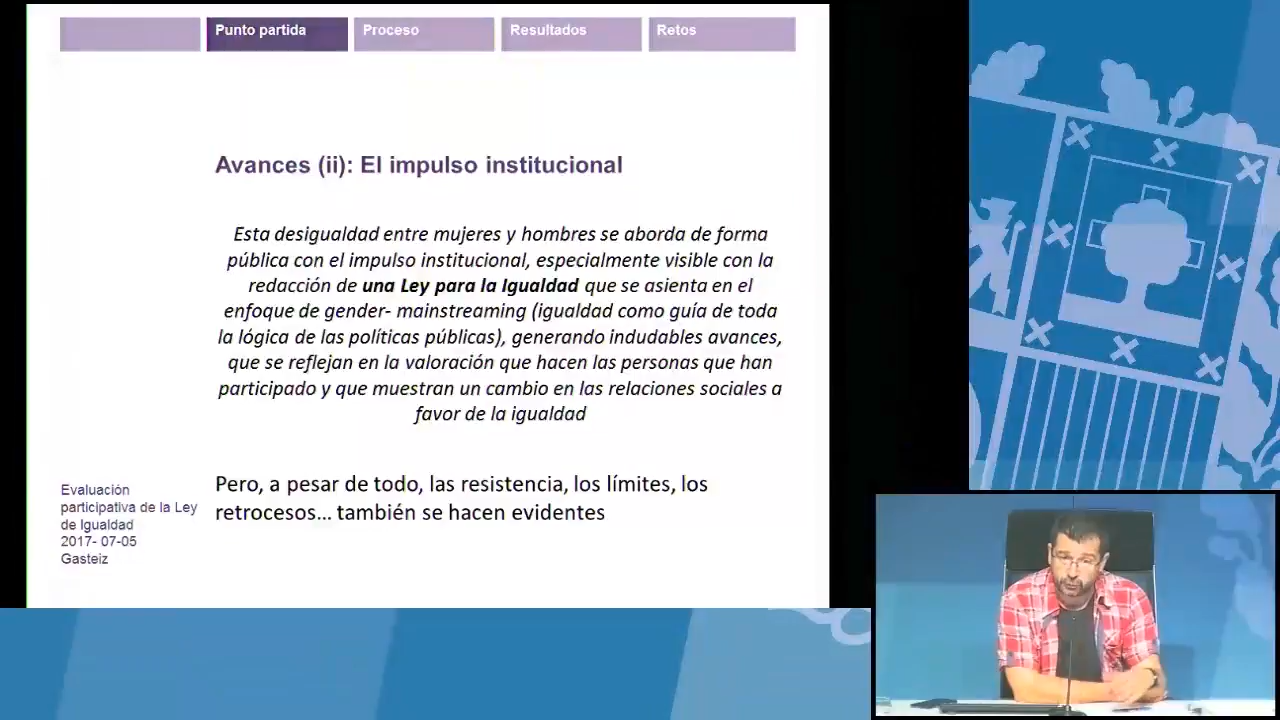 Punto partida
Proceso
Resultados
Retos
Avances (ii): El impulso institucional
Esta desigualdad entre mujeres y hombres se aborda de forma
pública con el impulso institucional, especialmente visible con la
redacción de una Ley para la Igualdad que se asienta en el
enfoque de gender- mainstreaming (igualdad como guía de toda
la lógica de las políticas públicas), generando indudables avances,
que se reflejan en la valoración que hacen las personas que han
participado y que muestran un cambio en las relaciones sociales a
favor de la igualdad
Pero, a pesar de todo, las resistencia, los límites, los
retrocesos... también se hacen evidentes
Evaluación
participativa de la Ley
de Igualdad
2017- 07-05
Gasteiz